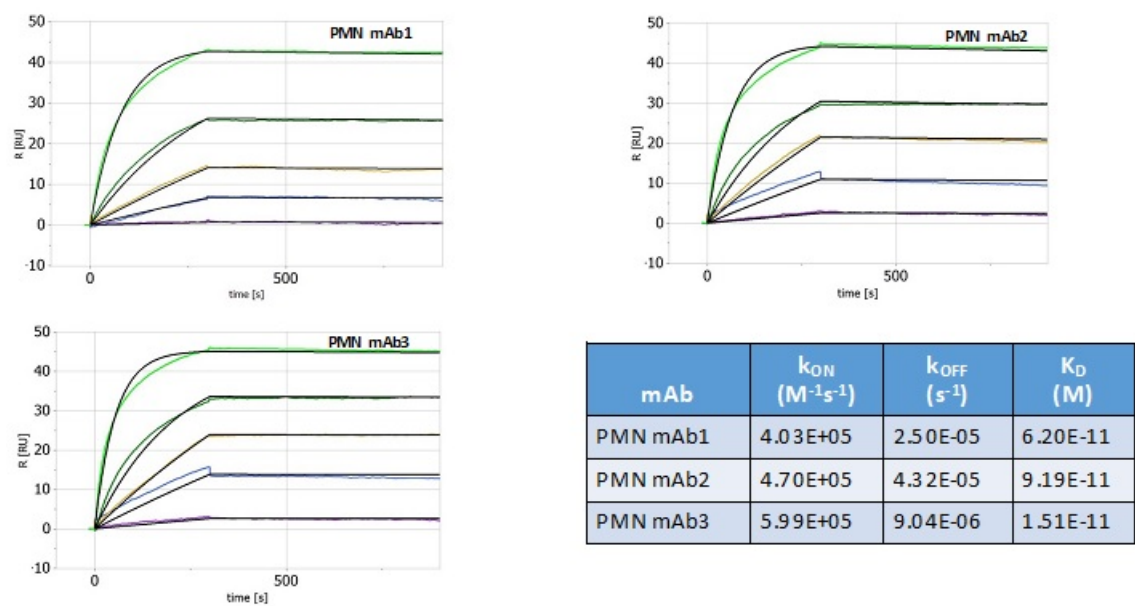 PMN mAb1
50
40
30
20
10
0
-10
R [RU]
0
500
time [s]
PMN mAb2
50
40
30
20
10
0
-10
R [RU]
0
500
time [s]
PMN mAb3
50
40
30
20
10
0
-10
R [RU]
0
500
time [s]
mAb kON (M-1s-1) kOFF (s-1) KD (M)
PMN mAb1 4.03E+05 2.50E-05 6.20E-11
PMN mAb2 4.70E+05 4.32E-05 9.19E-11
PMN mAb3 5.99E+05 9.04E-06 1.51E-11